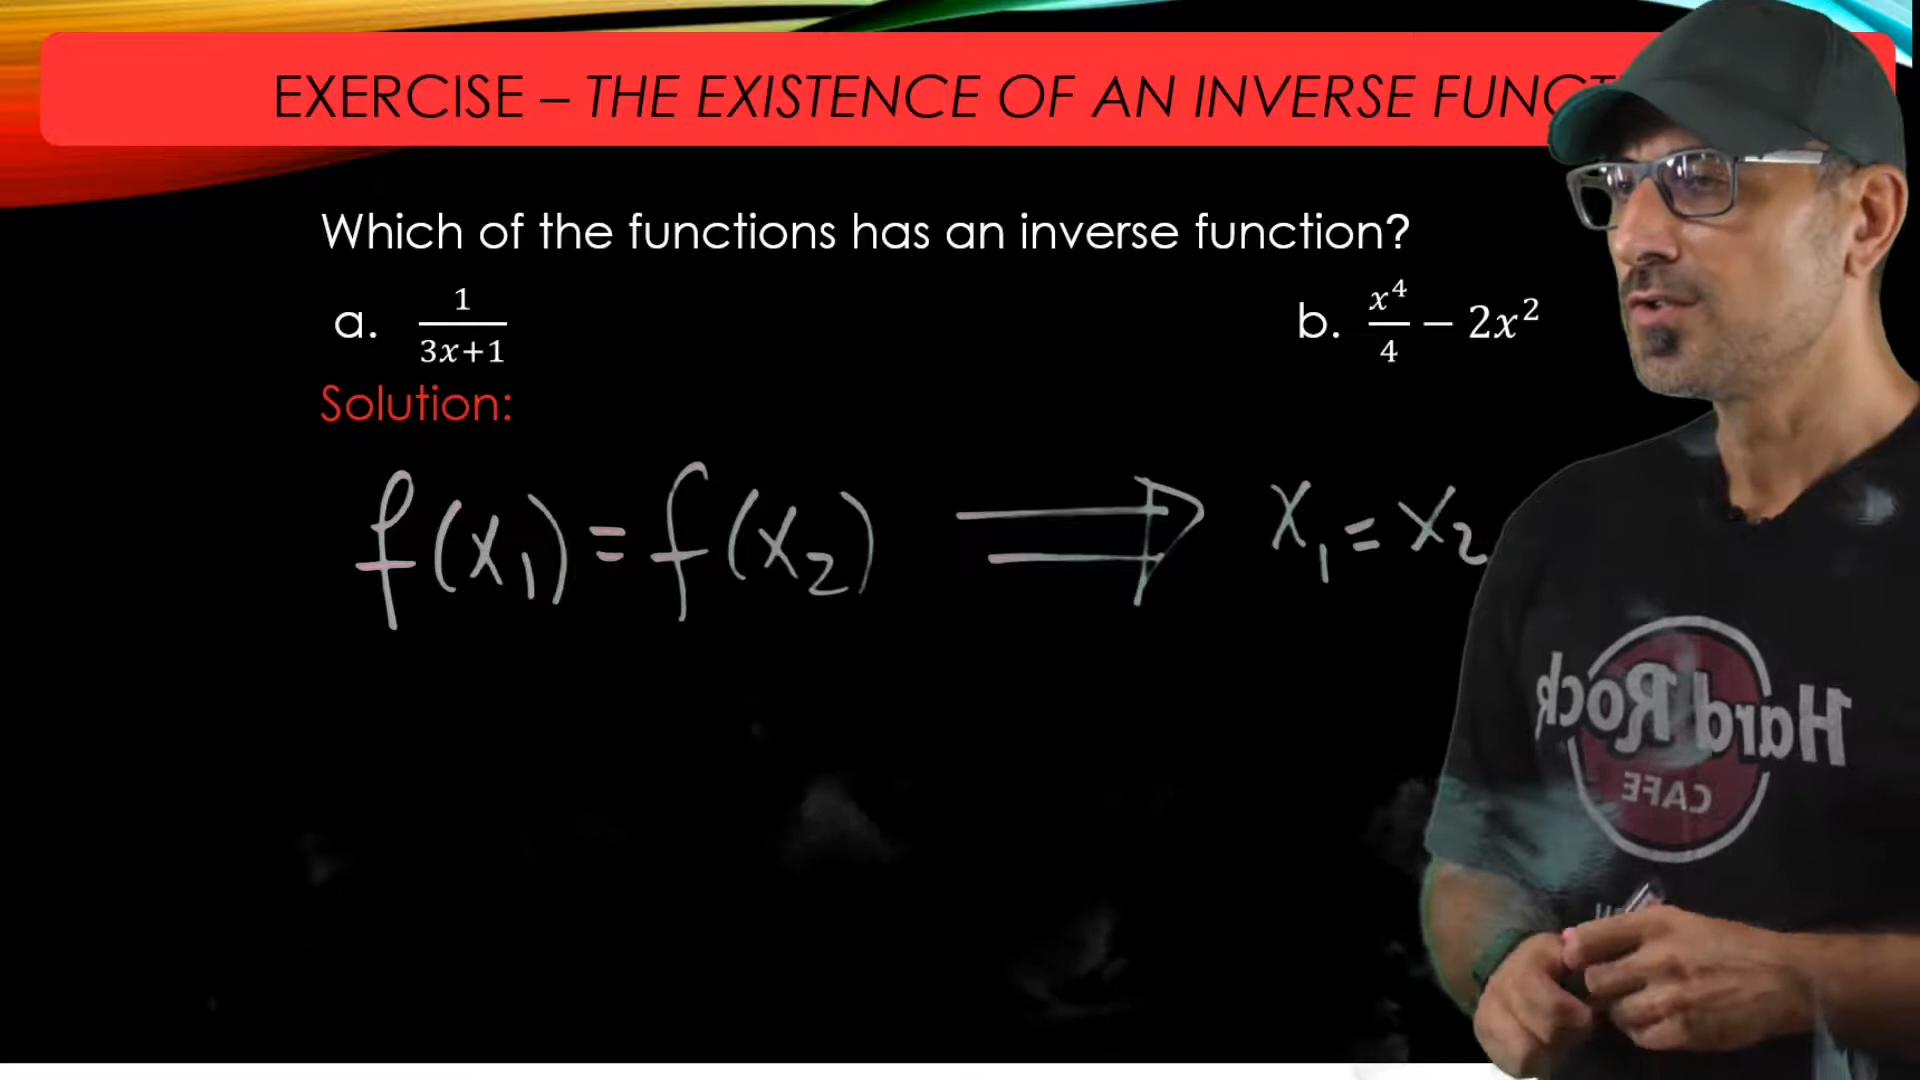 EXERCISE – THE EXISTENCE OF AN INVERSE
Which of the functions has an inverse function?
a. 1/(3x+1)
b. x⁴/4 − 2x²
Solution:
f(x₁) = f(x₂) ⟹ x₁ = x₂
Hard Rock
CAFE